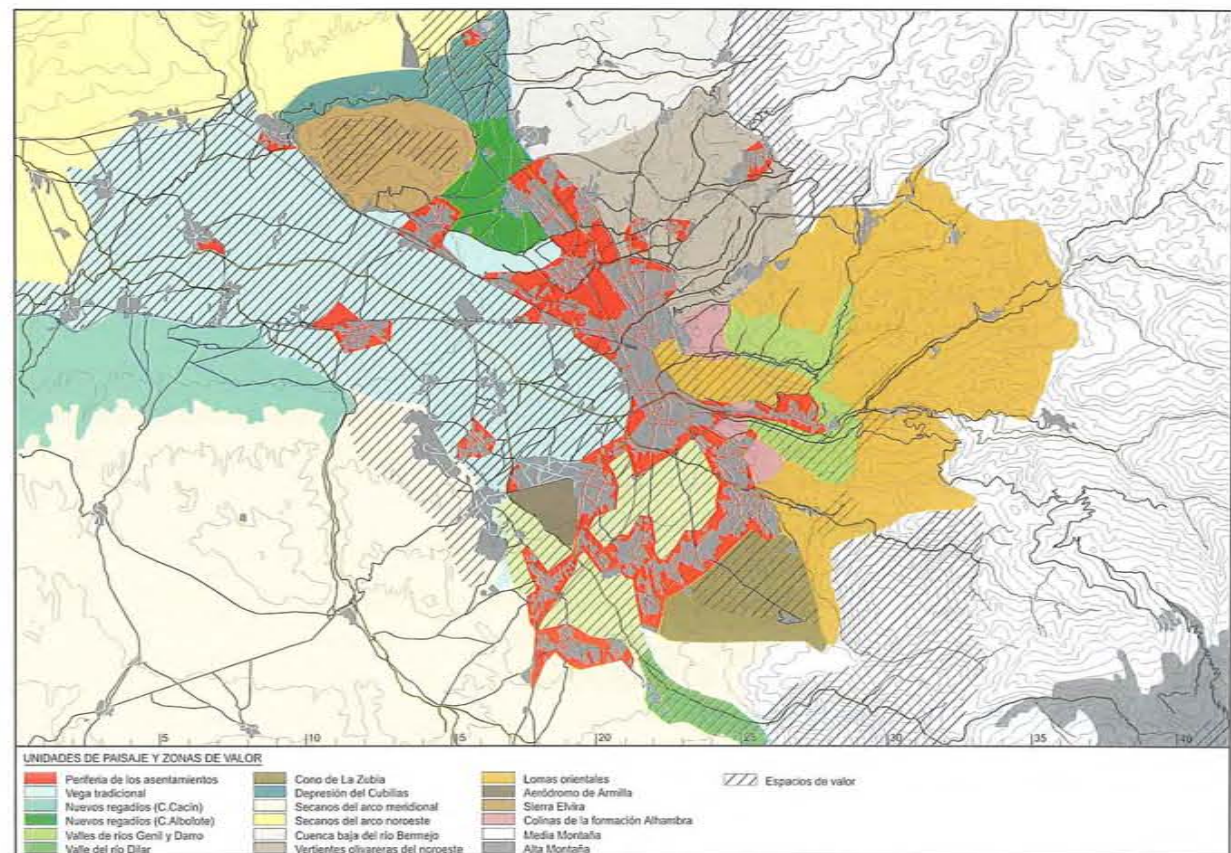 5 10 15 20 25 30 35 40
UNIDADES DE PAISAJE Y ZONAS DE VALOR
Periferia de los asentamientos
Vega tradicional
Nuevos regadíos (C.Cacín)
Nuevos regadíos (C.Albolote)
Valles de ríos Genil y Darro
Valle del río Dílar
Cono de La Zubia
Depresión del Cubillas
Secanos del arco meridional
Secanos del arco noroeste
Cuenca baja del río Bermejo
Vertientes olivareras del noroeste
Lomas orientales
Aeródromo de Armilla
Sierra Elvira
Colinas de la formación Alhambra
Media Montaña
Alta Montaña
Espacios de valor